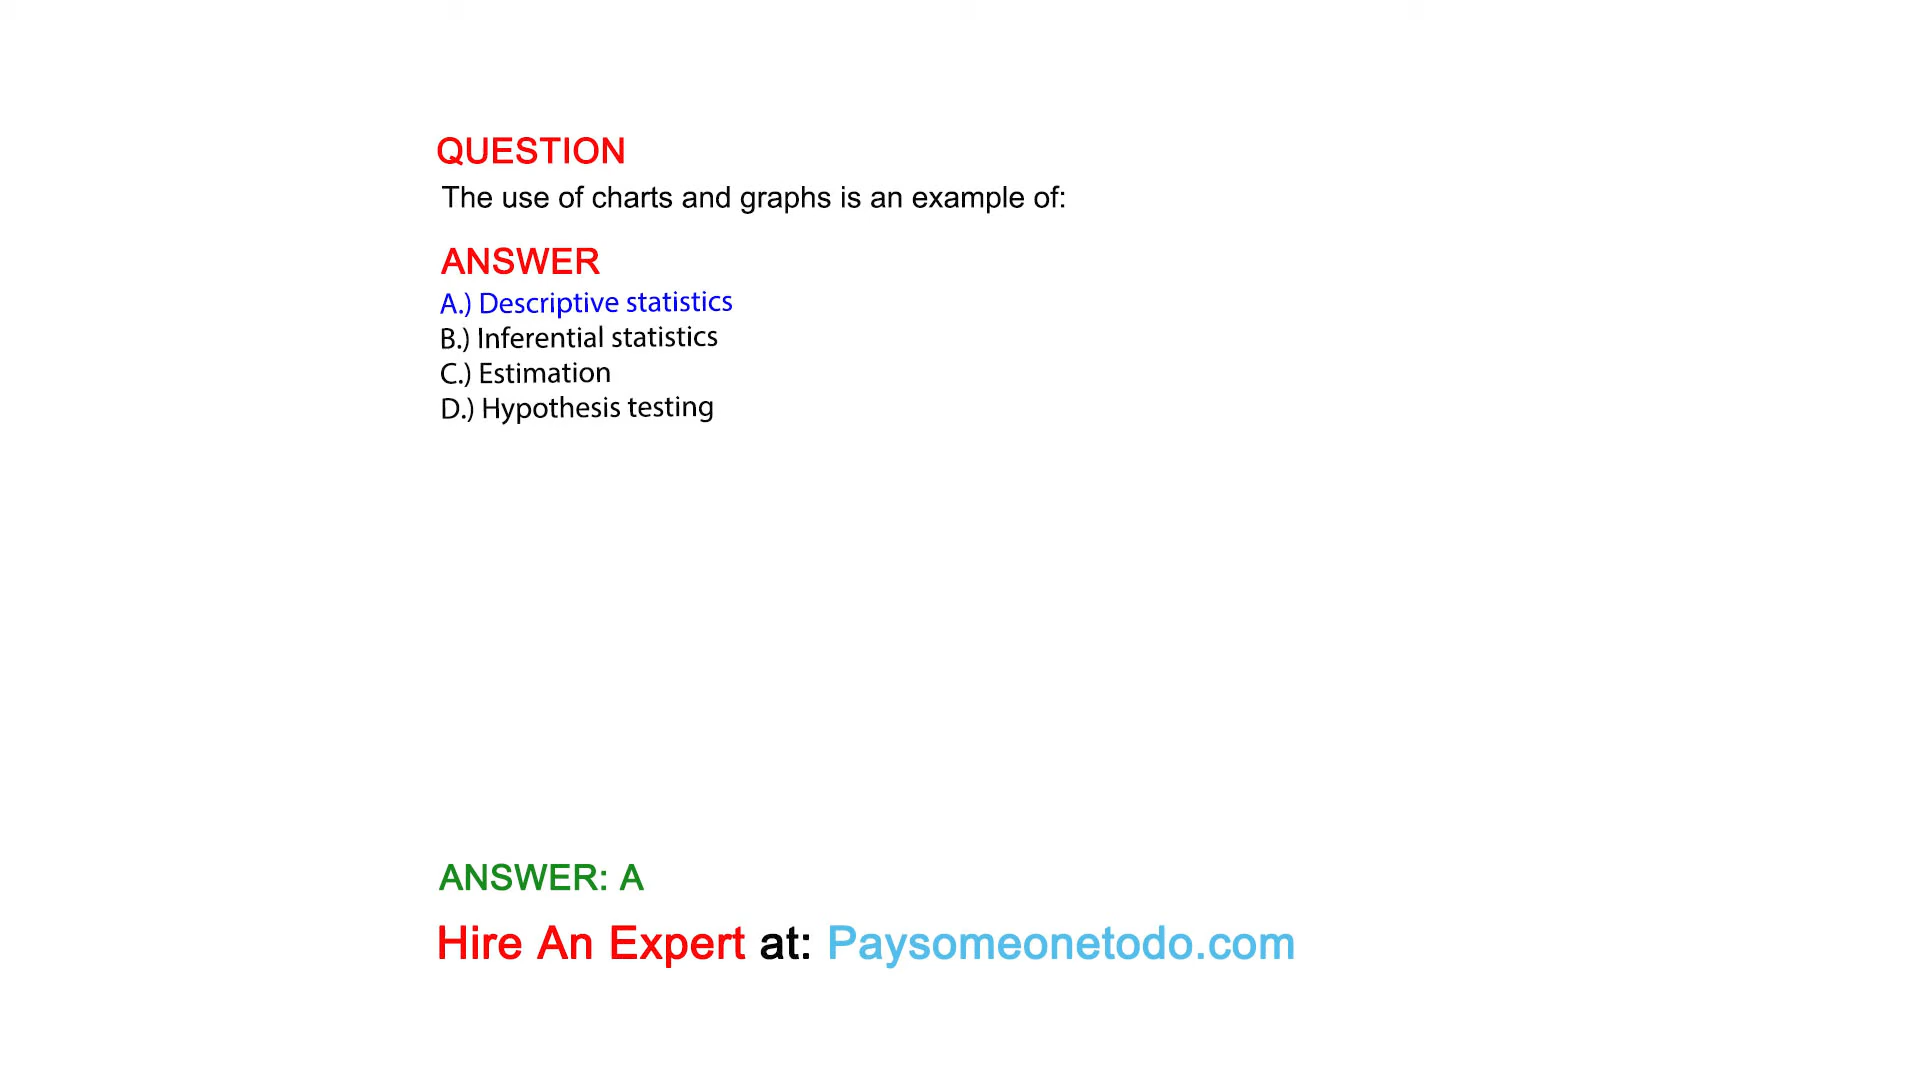 QUESTION
The use of charts and graphs is an example of:
ANSWER
A.) Descriptive statistics
B.) Inferential statistics
C.) Estimation
D.) Hypothesis testing
ANSWER: A
Hire An Expert at: Paysomeonetodo.com